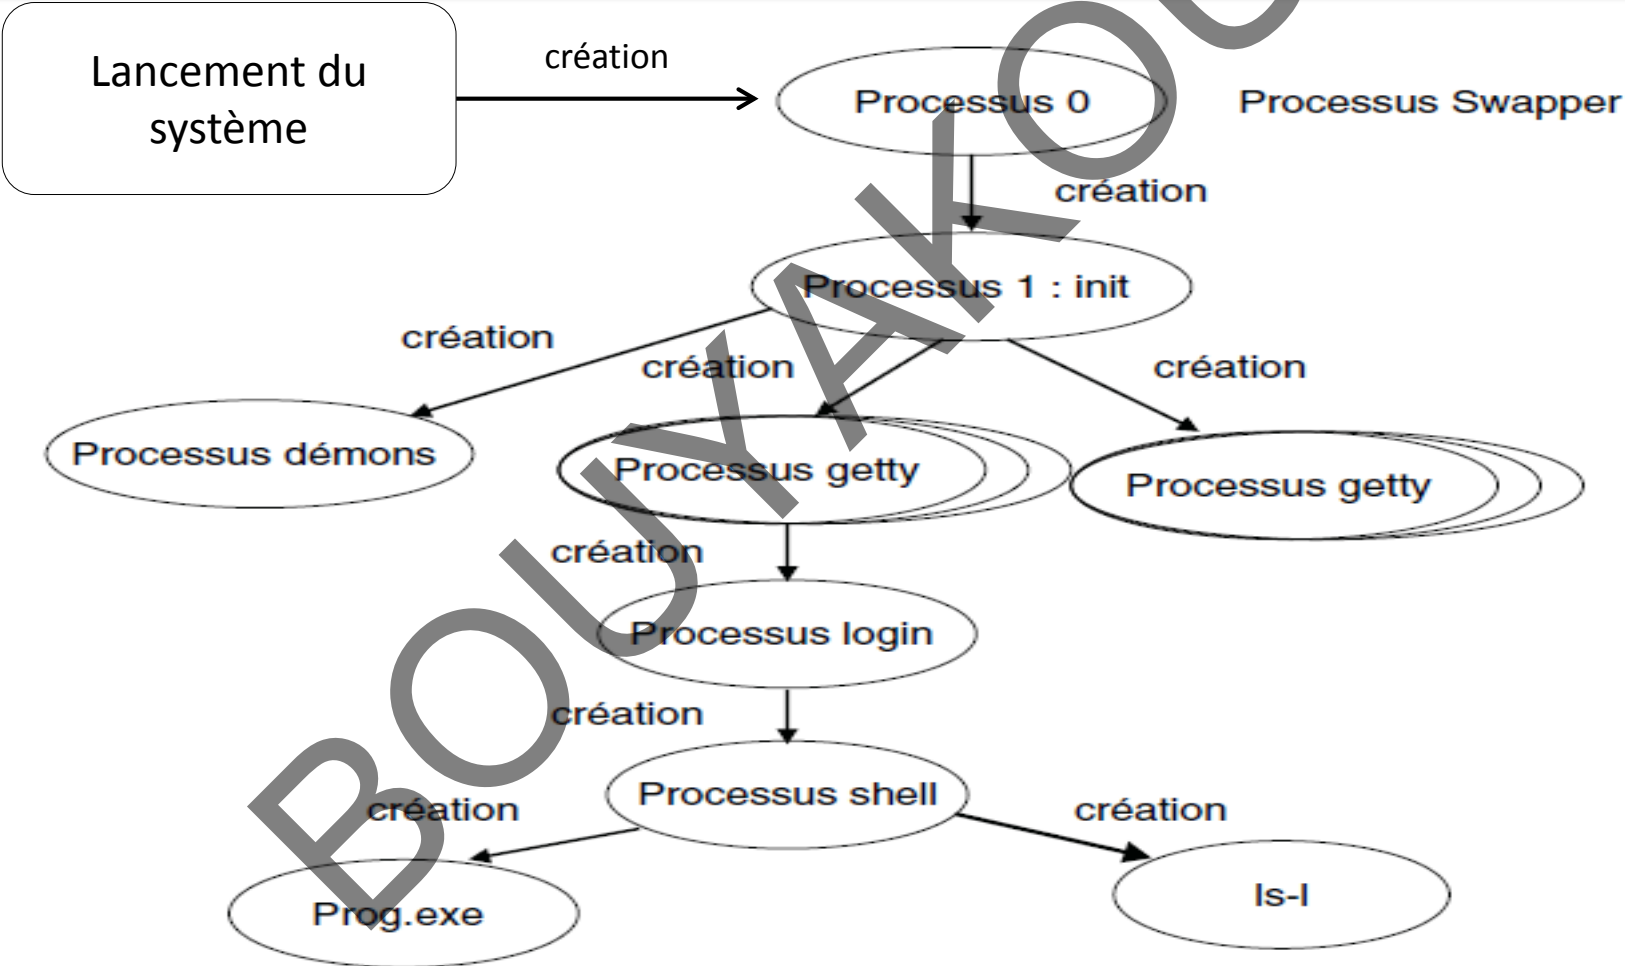 Lancement du
système
création
Processus 0
Processus Swapper
création
Processus 1 : init
création
création
création
Processus démons
Processus getty
Processus getty
création
Processus login
création
Processus shell
création
création
Prog.exe
ls-l
BOUYAKOU